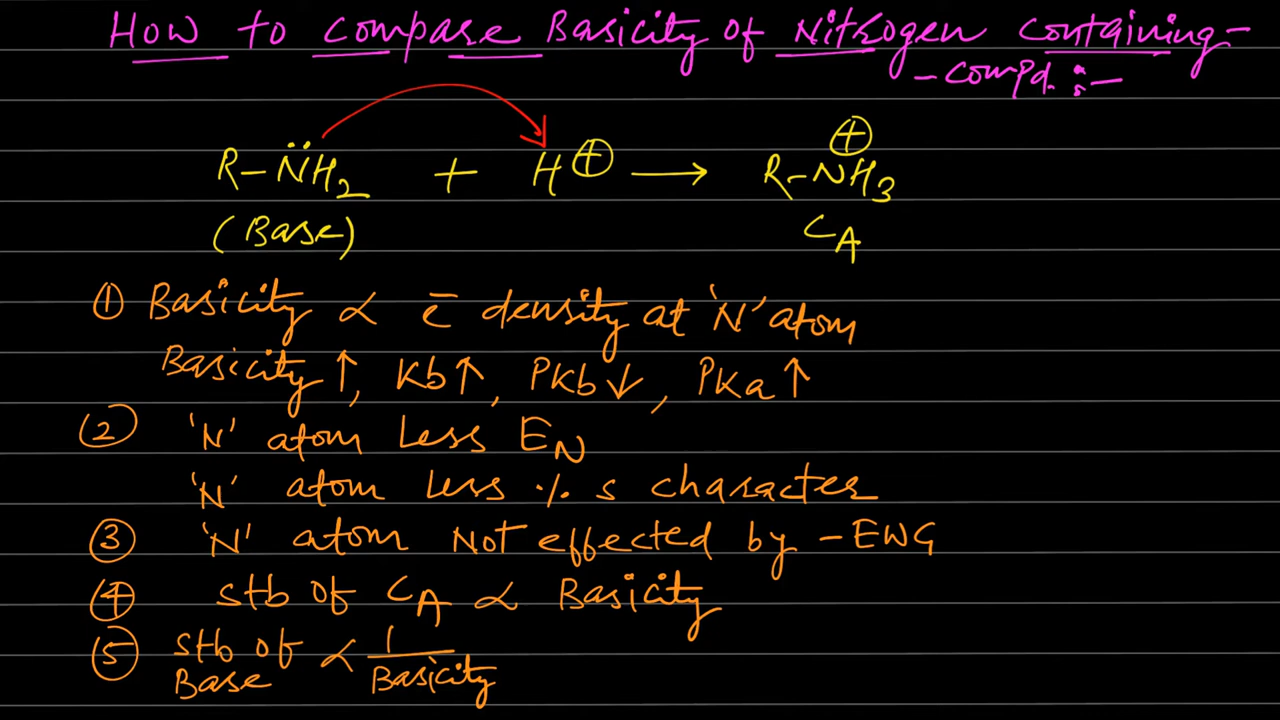 How to compare Basicity of Nitrogen containing-
-compd. :-
R-N̈H₂ + H⊕ ⟶ R-N⊕H₃
(Base) CA
① Basicity ∝ ē density at 'N' atom
Basicity ↑, Kb ↑, PKb ↓, PKa ↑
② 'N' atom Less EN
'N' atom less % s character
③ 'N' atom Not effected by -EWG
④ stb of CA ∝ Basicity
⑤ stb of Base ∝ 1/Basicity